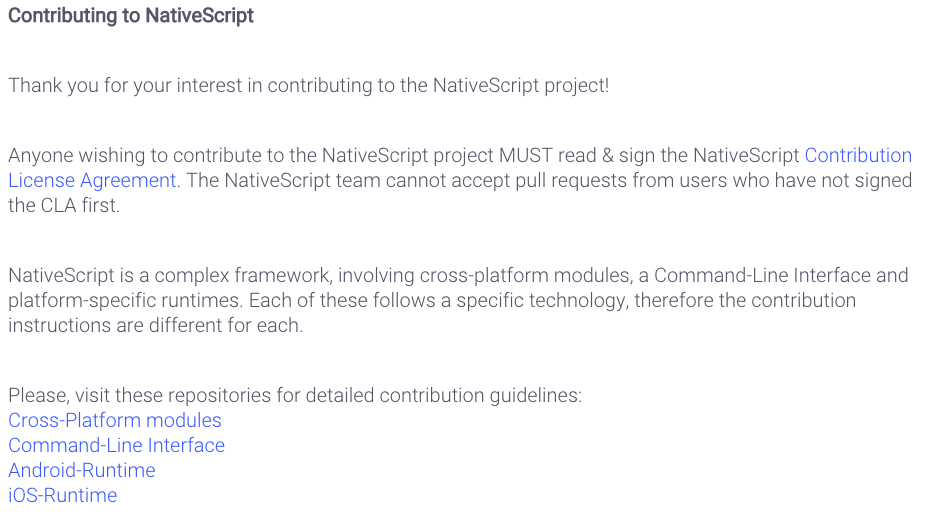 Contributing to NativeScript
Thank you for your interest in contributing to the NativeScript project!
Anyone wishing to contribute to the NativeScript project MUST read & sign the NativeScript Contribution
License Agreement. The NativeScript team cannot accept pull requests from users who have not signed
the CLA first.
NativeScript is a complex framework, involving cross-platform modules, a Command-Line Interface and
platform-specific runtimes. Each of these follows a specific technology, therefore the contribution
instructions are different for each.
Please, visit these repositories for detailed contribution guidelines:
Cross-Platform modules
Command-Line Interface
Android-Runtime
iOS-Runtime